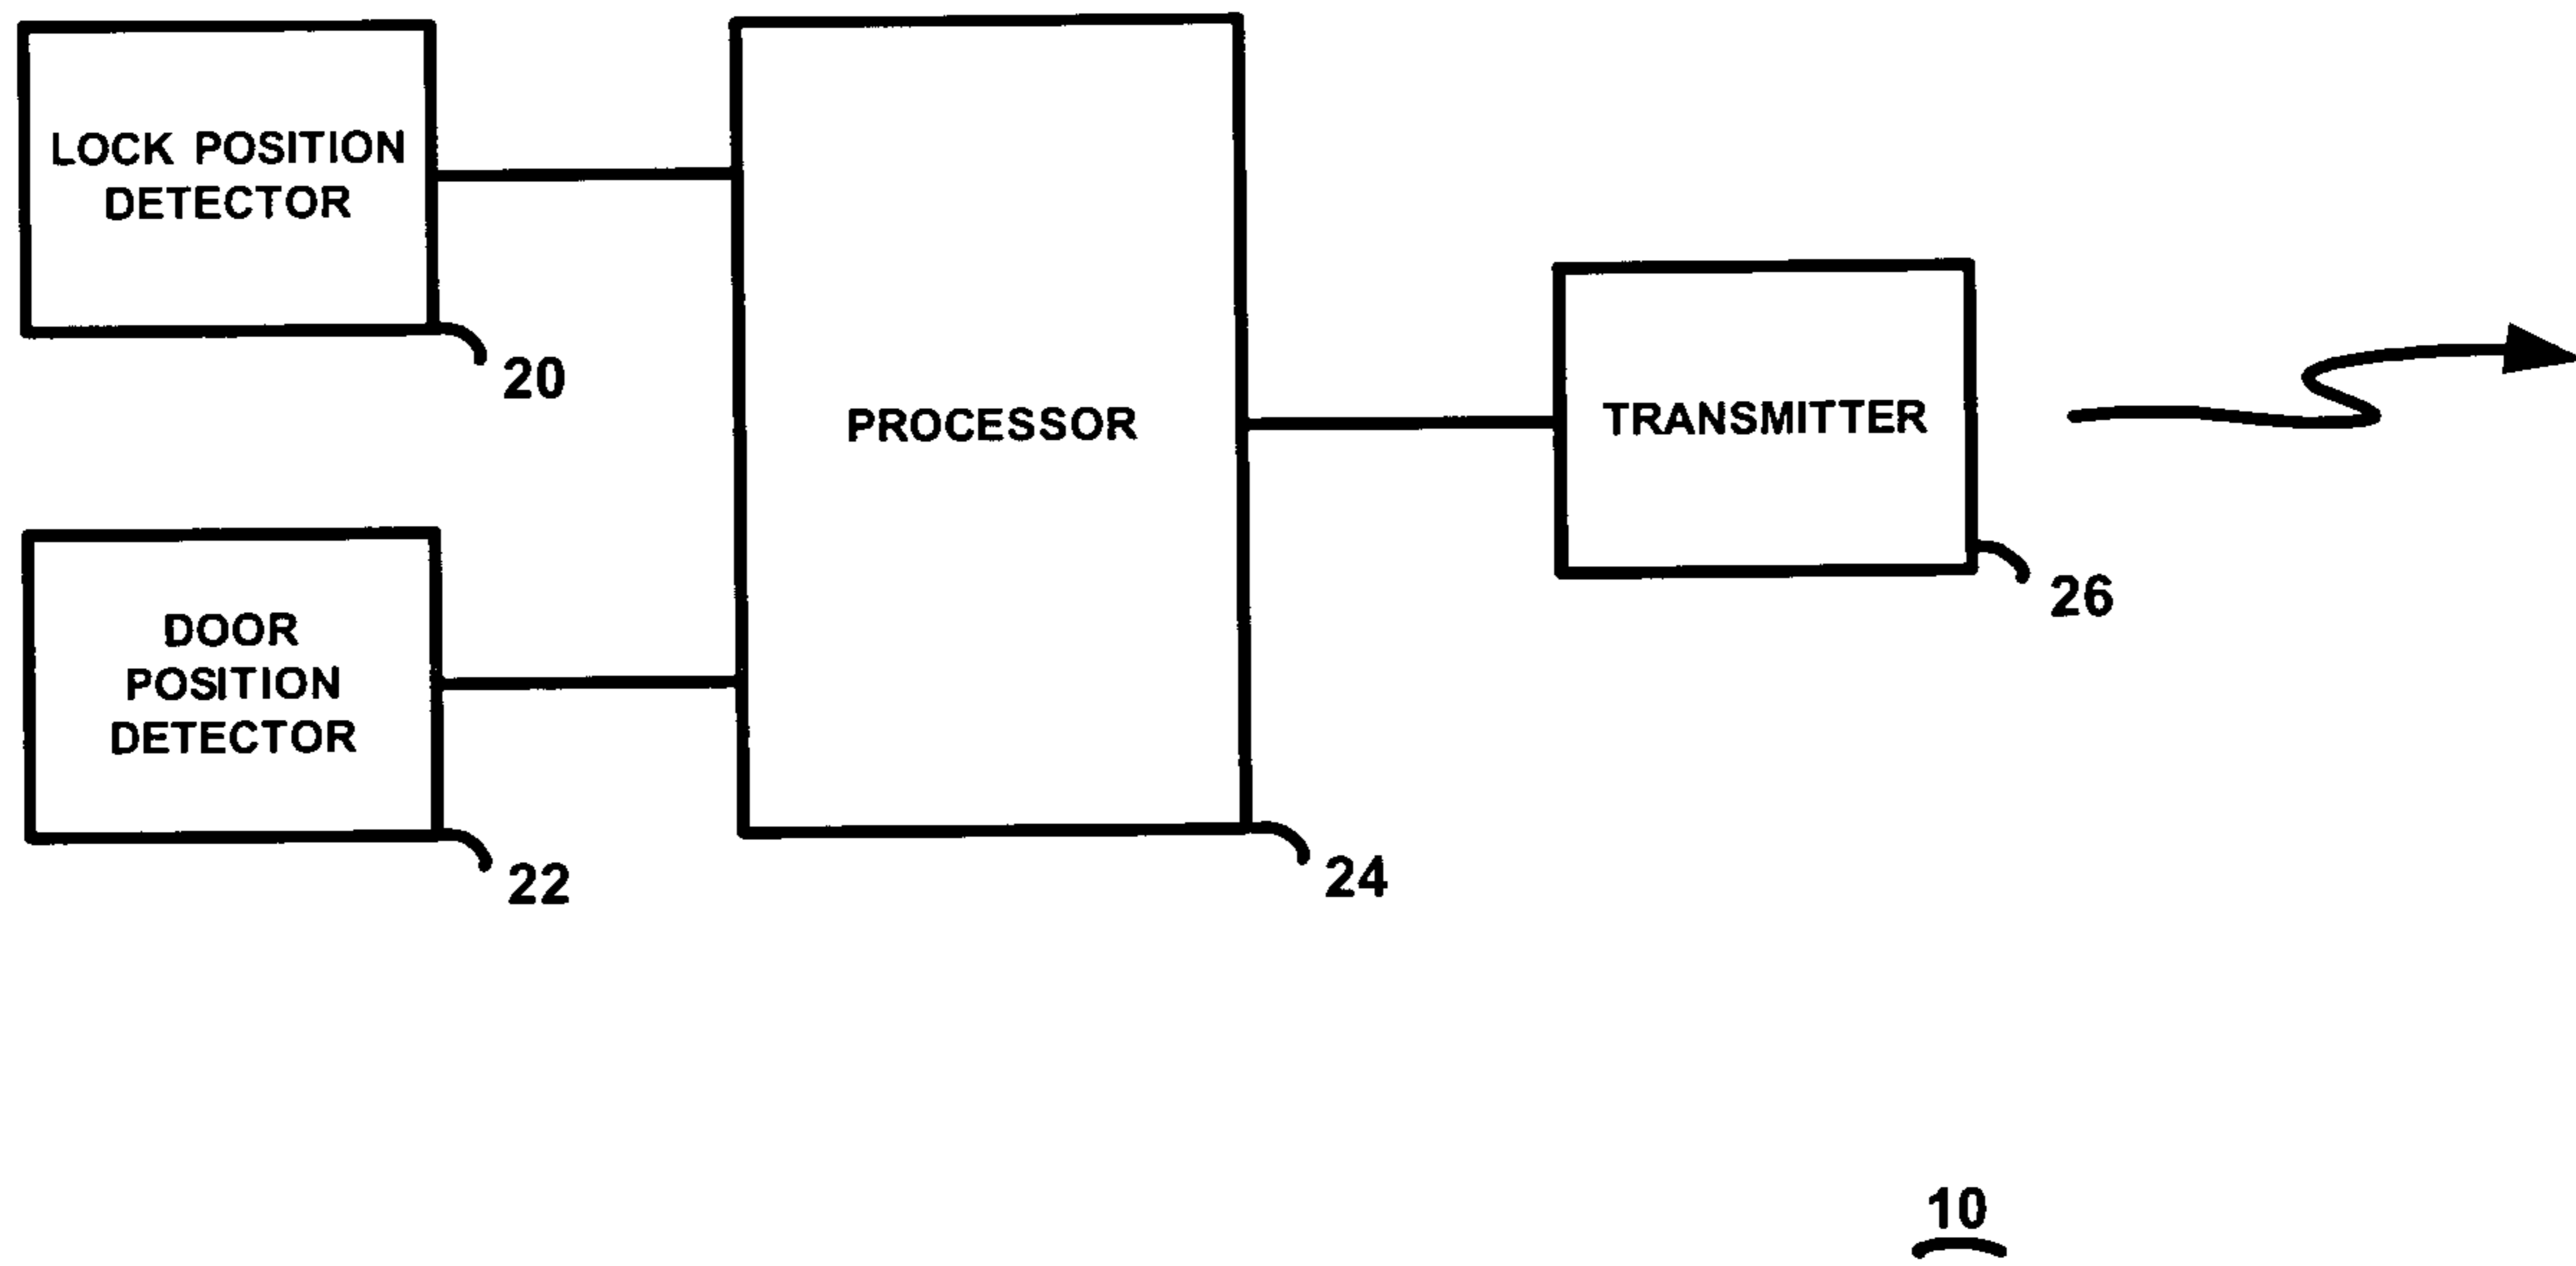 LOCK POSITION
DETECTOR
20
DOOR
POSITION
DETECTOR
22
PROCESSOR
24
TRANSMITTER
26
10